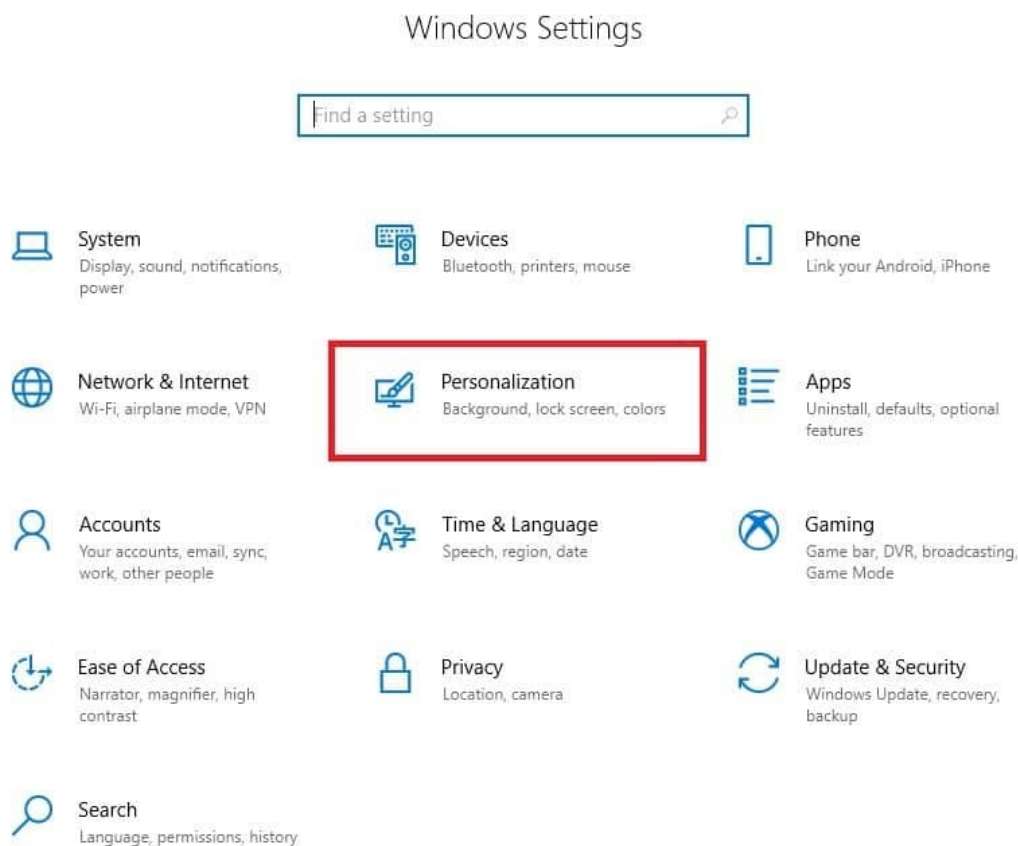 Windows Settings
Find a setting
System
Display, sound, notifications,
power
Devices
Bluetooth, printers, mouse
Phone
Link your Android, iPhone
Network & Internet
Wi-Fi, airplane mode, VPN
Personalization
Background, lock screen, colors
Apps
Uninstall, defaults, optional
features
Accounts
Your accounts, email, sync,
work, other people
A字
Time & Language
Speech, region, date
Gaming
Game bar, DVR, broadcasting,
Game Mode
Ease of Access
Narrator, magnifier, high
contrast
Privacy
Location, camera
Update & Security
Windows Update, recovery,
backup
Search
Language, permissions, history